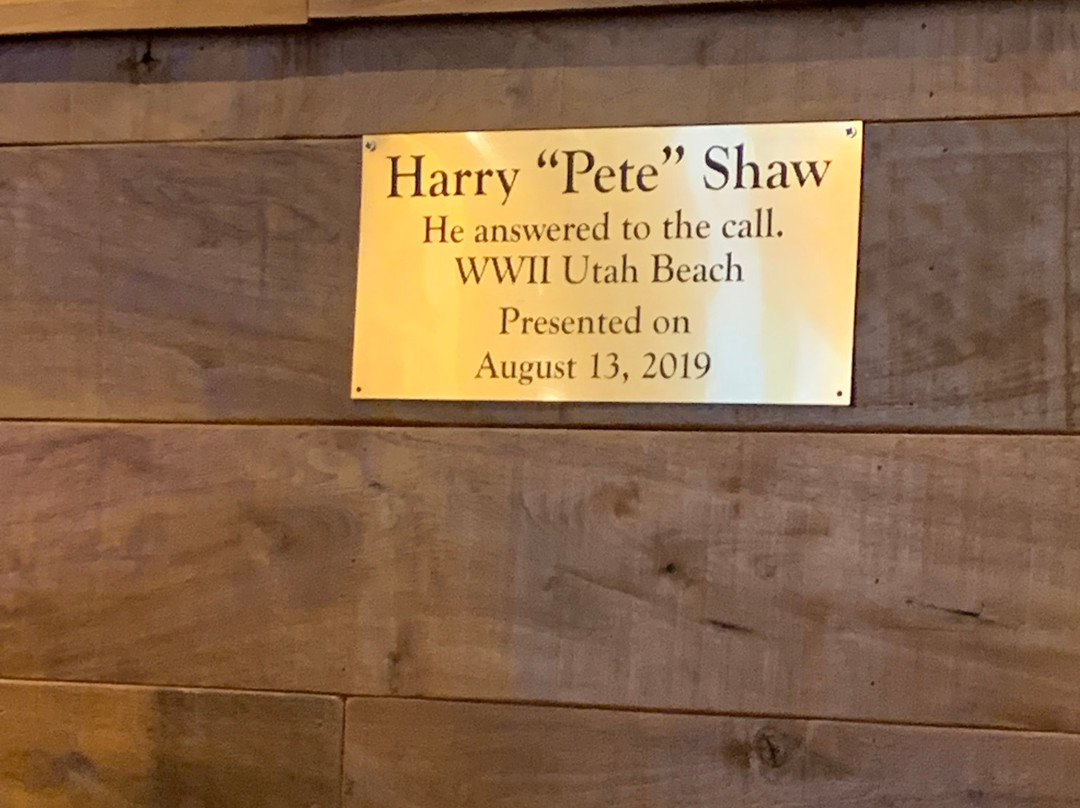 Harry “Pete” Shaw
He answered to the call.
WWII Utah Beach
Presented on
August 13, 2019